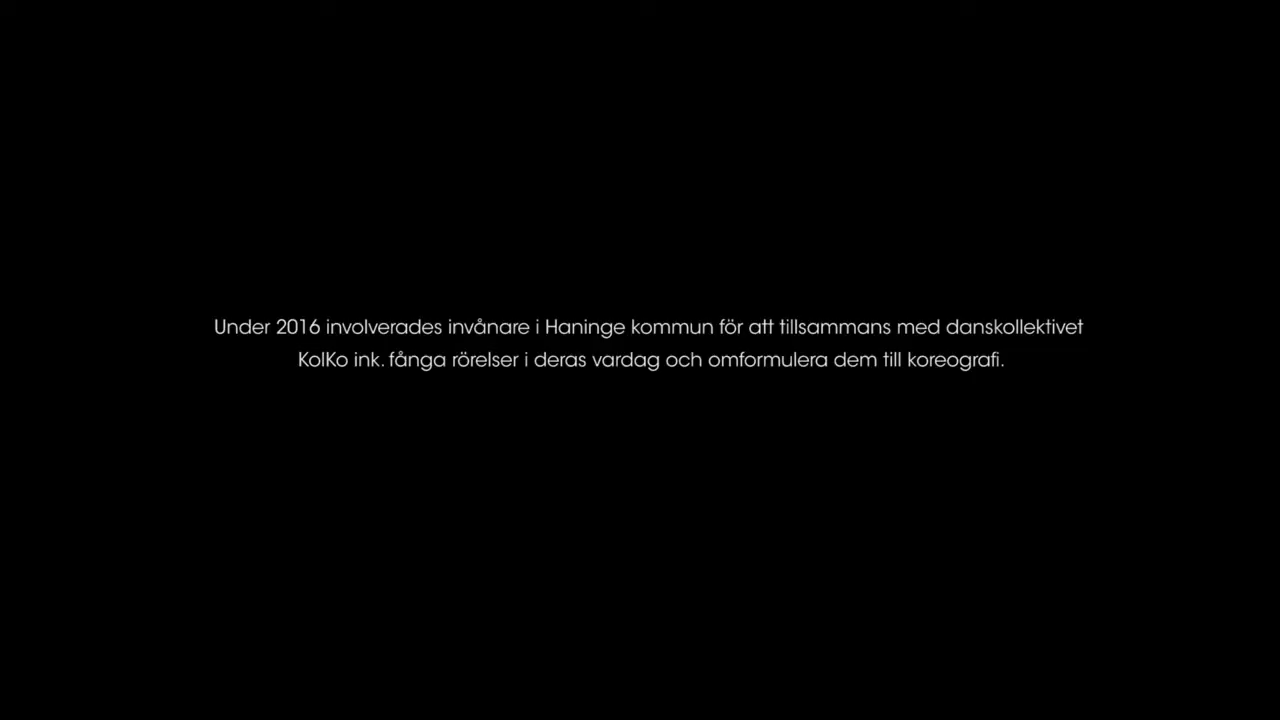 Under 2016 involverades invånare i Haninge kommun för att tillsammans med danskollektivet
KolKo ink. fånga rörelser i deras vardag och omformulera dem till koreografi.